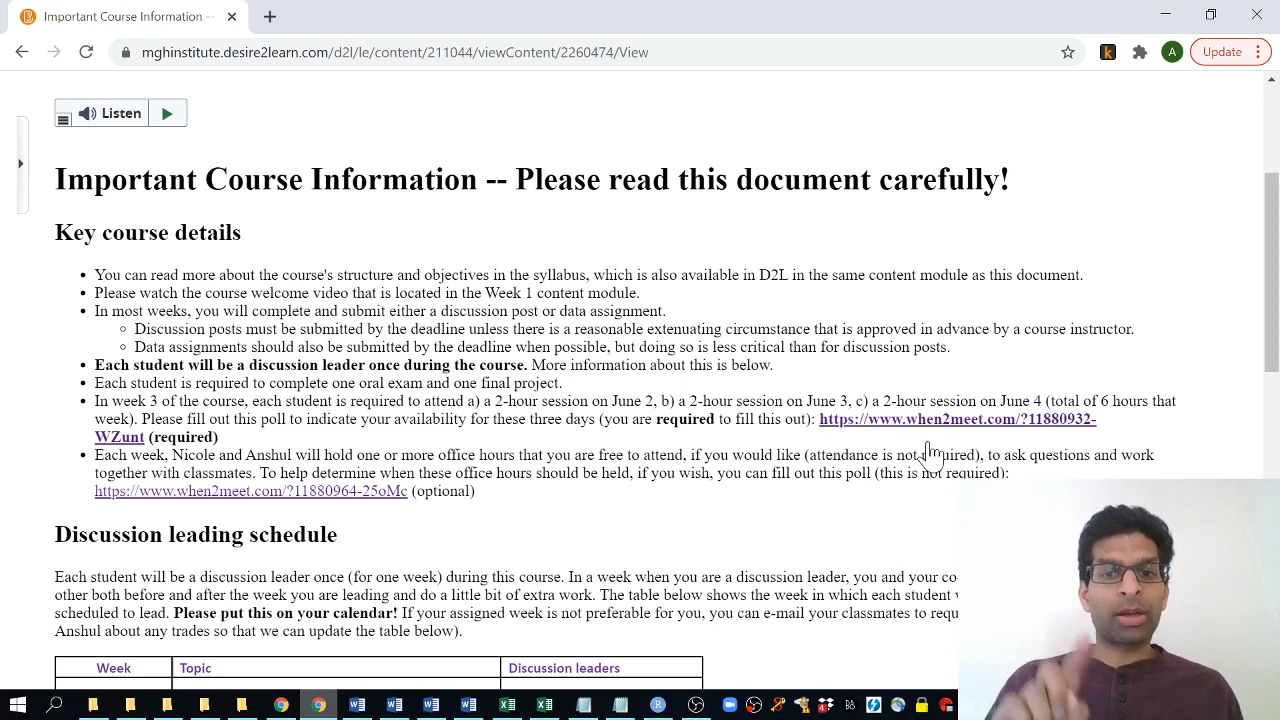 Important Course Information --
mghinstitute.desire2learn.com/d2l/le/content/211044/viewContent/2260474/View
k
A
Update
Listen
Important Course Information -- Please read this document carefully!
Key course details
You can read more about the course's structure and objectives in the syllabus, which is also available in D2L in the same content module as this document.
Please watch the course welcome video that is located in the Week 1 content module.
In most weeks, you will complete and submit either a discussion post or data assignment.
Discussion posts must be submitted by the deadline unless there is a reasonable extenuating circumstance that is approved in advance by a course instructor.
Data assignments should also be submitted by the deadline when possible, but doing so is less critical than for discussion posts.
Each student will be a discussion leader once during the course. More information about this is below.
Each student is required to complete one oral exam and one final project.
In week 3 of the course, each student is required to attend a) a 2-hour session on June 2, b) a 2-hour session on June 3, c) a 2-hour session on June 4 (total of 6 hours that
week). Please fill out this poll to indicate your availability for these three days (you are required to fill this out): https://www.when2meet.com/?11880932-
WZunt (required)
Each week, Nicole and Anshul will hold one or more office hours that you are free to attend, if you would like (attendance is not required), to ask questions and work
together with classmates. To help determine when these office hours should be held, if you wish, you can fill out this poll (this is not required):
https://www.when2meet.com/?11880964-25oMc (optional)
Discussion leading schedule
Each student will be a discussion leader once (for one week) during this course. In a week when you are a discussion leader, you and your co-
other both before and after the week you are leading and do a little bit of extra work. The table below shows the week in which each student
scheduled to lead. Please put this on your calendar! If your assigned week is not preferable for you, you can e-mail your classmates to
Anshul about any trades so that we can update the table below).
Week Topic Discussion leaders